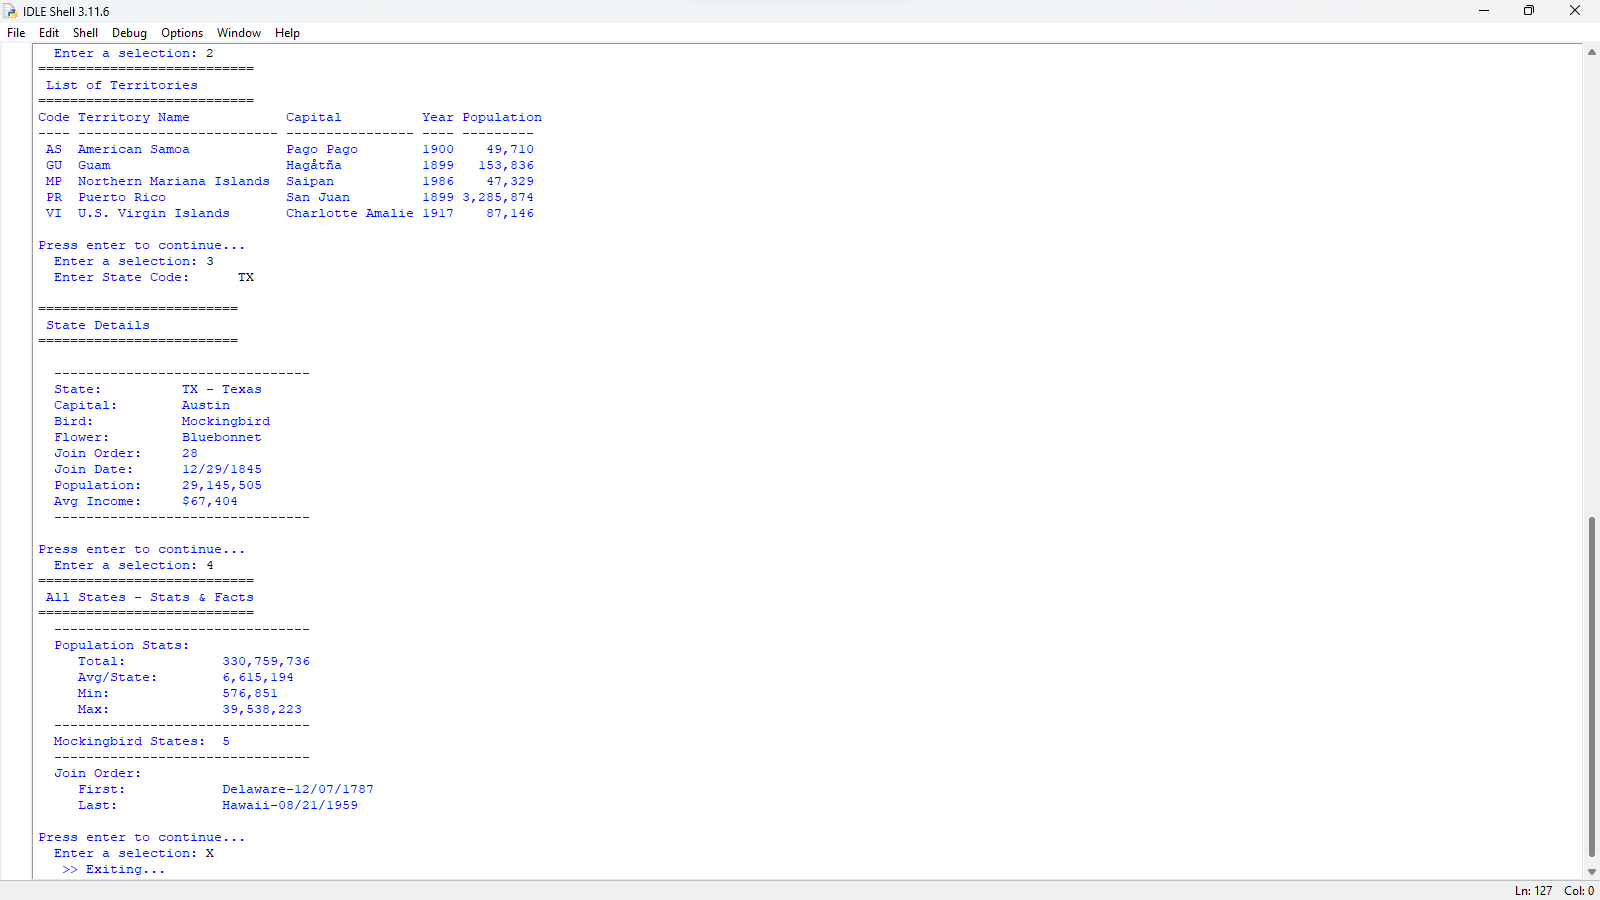 IDLE Shell 3.11.6
File Edit Shell Debug Options Window Help
Enter a selection: 2
===========================
List of Territories
===========================
Code Territory Name            Capital          Year Population
---- ------------------------- ---------------- ---- ---------
 AS  American Samoa            Pago Pago        1900    49,710
 GU  Guam                      Hagåtña          1899   153,836
 MP  Northern Mariana Islands  Saipan           1986    47,329
 PR  Puerto Rico               San Juan         1899 3,285,874
 VI  U.S. Virgin Islands       Charlotte Amalie 1917    87,146
Press enter to continue...
Enter a selection: 3
Enter State Code:      TX
=========================
State Details
=========================
--------------------------------
State:          TX - Texas
Capital:        Austin
Bird:           Mockingbird
Flower:         Bluebonnet
Join Order:     28
Join Date:      12/29/1845
Population:     29,145,505
Avg Income:     $67,404
--------------------------------
Press enter to continue...
Enter a selection: 4
===========================
All States - Stats & Facts
===========================
--------------------------------
Population Stats:
Total:            330,759,736
Avg/State:        6,615,194
Min:              576,851
Max:              39,538,223
--------------------------------
Mockingbird States:  5
--------------------------------
Join Order:
First:            Delaware-12/07/1787
Last:             Hawaii-08/21/1959
Press enter to continue...
Enter a selection: X
>> Exiting...
Ln: 127 Col: 0